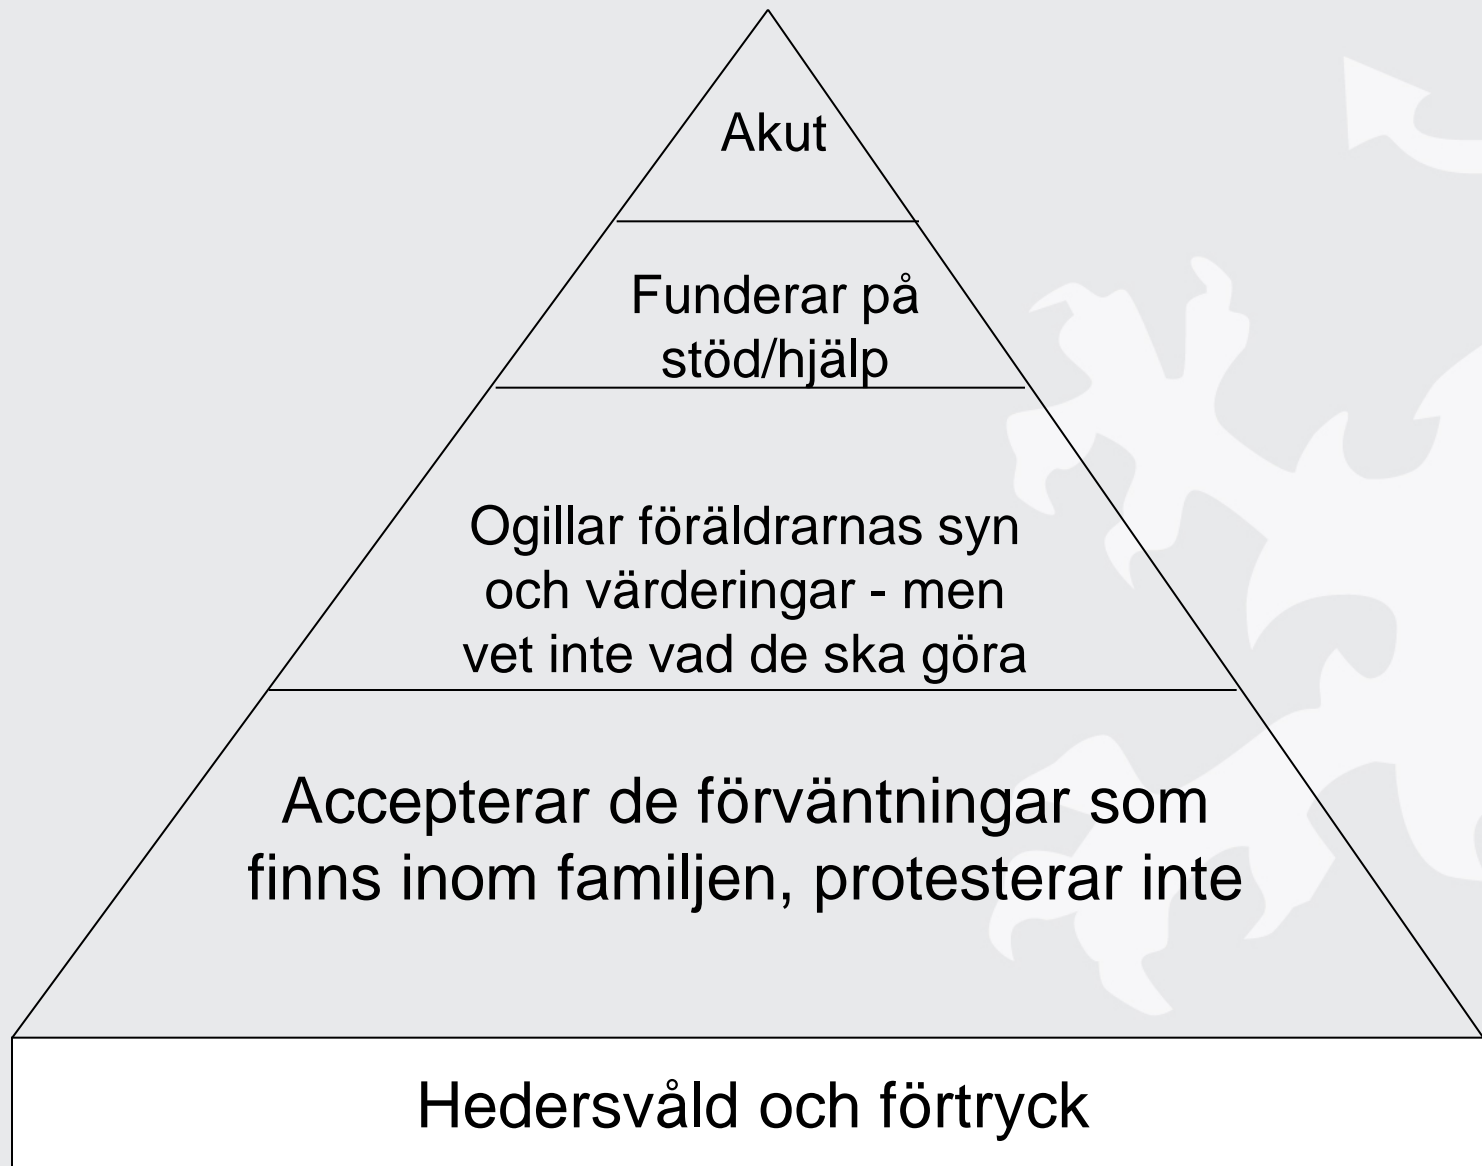 Akut
Funderar på
stöd/hjälp
Ogillar föräldrarnas syn
och värderingar - men
vet inte vad de ska göra
Accepterar de förväntningar som
finns inom familjen, protesterar inte
Hedersvåld och förtryck